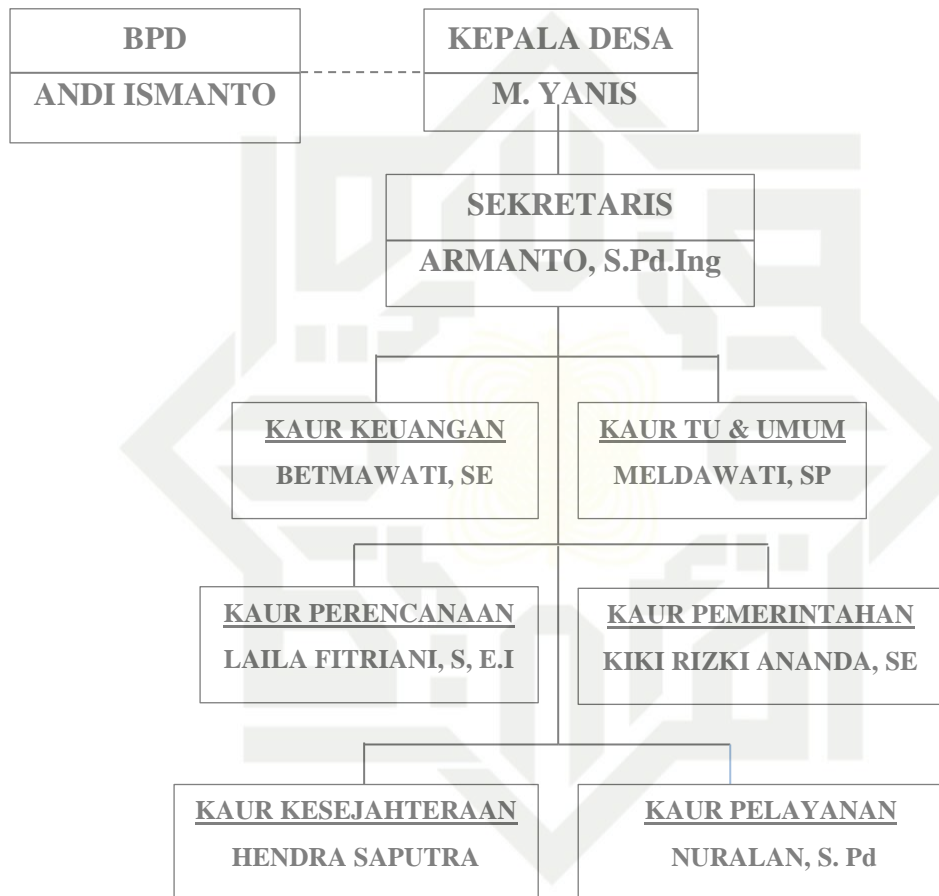 BPD
ANDI ISMANTO
KEPALA DESA
M. YANIS
SEKRETARIS
ARMANTO, S.Pd.Ing
KAUR KEUANGAN
BETMAWATI, SE
KAUR TU & UMUM
MELDAWATI, SP
KAUR PERENCANAAN
LAILA FITRIANI, S, E.I
KAUR PEMERINTAHAN
KIKI RIZKI ANANDA, SE
KAUR KESEJAHTERAAN
HENDRA SAPUTRA
KAUR PELAYANAN
NURALAN, S. Pd